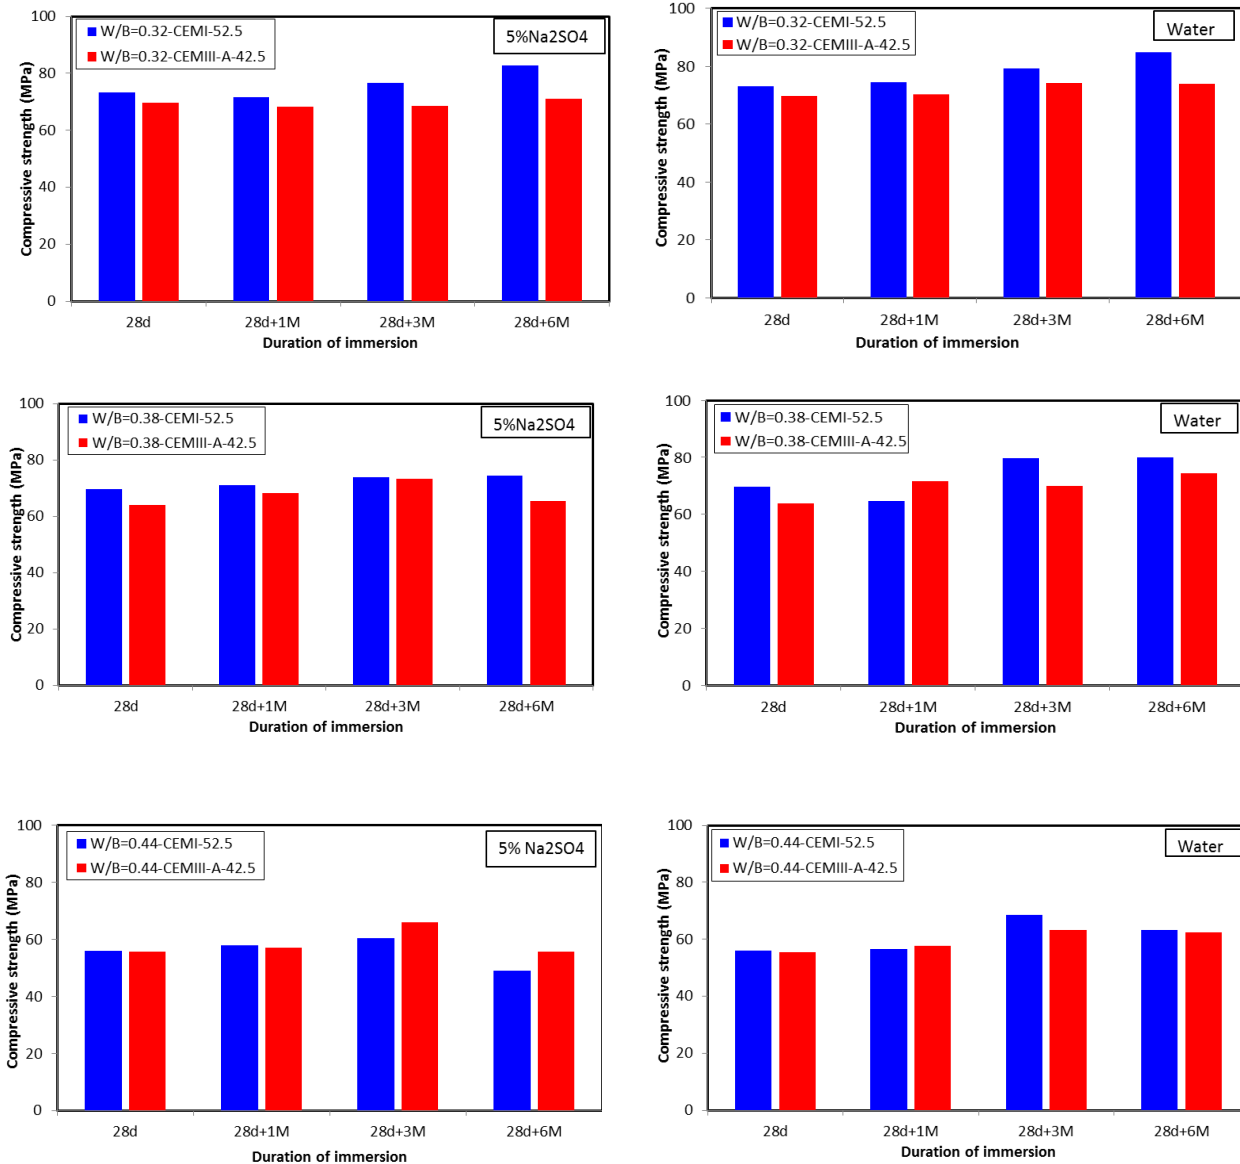 100
80
60
40
20
0
Compressive strength (MPa)
W/B=0.32-CEMI-52.5
W/B=0.32-CEMIII-A-42.5
5%Na2SO4
28d 28d+1M 28d+3M 28d+6M
Duration of immersion
100
80
60
40
20
0
Compressive strength (MPa)
W/B=0.32-CEMI-52.5
W/B=0.32-CEMIII-A-42.5
Water
28d 28d+1M 28d+3M 28d+6M
Duration of immersion
100
80
60
40
20
0
Compressive strength (MPa)
W/B=0.38-CEMI-52.5
W/B=0.38-CEMIII-A-42.5
5%Na2SO4
28d 28d+1M 28d+3M 28d+6M
Duration of immersion
100
80
60
40
20
0
Compressive strength (MPa)
W/B=0.38-CEMI-52.5
W/B=0.38-CEMIII-A-42.5
Water
28d 28d+1M 28d+3M 28d+6M
Duration of immersion
100
80
60
40
20
0
Compressive strength (MPa)
W/B=0.44-CEMI-52.5
W/B=0.44-CEMIII-A-42.5
5% Na2SO4
28d 28d+1M 28d+3M 28d+6M
Duration of immersion
100
80
60
40
20
0
Compressive strength (MPa)
W/B=0.44-CEMI-52.5
W/B=0.44-CEMIII-A-42.5
Water
28d 28d+1M 28d+3M 28d+6M
Duration of immersion